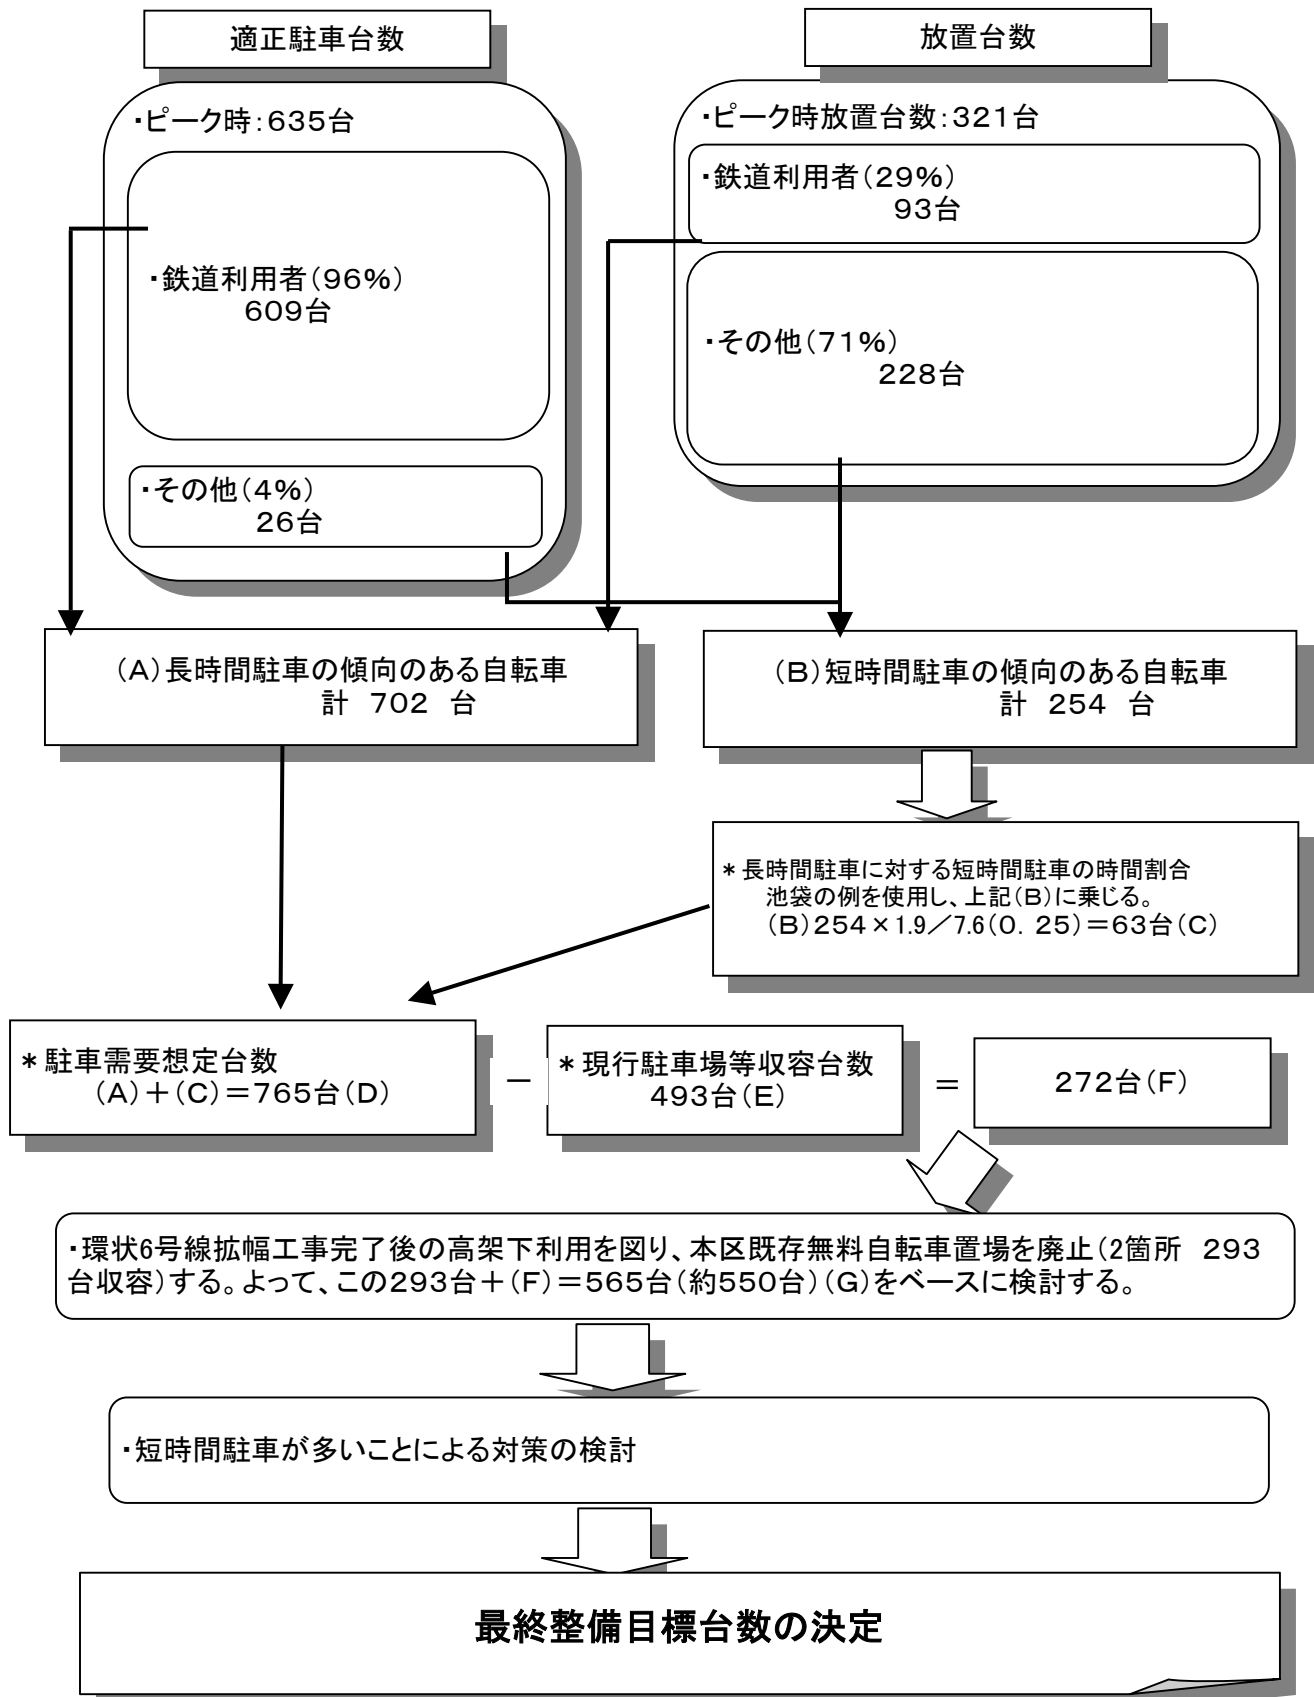 適正駐車台数
・ピーク時：635台
・鉄道利用者（96%）
609台
・その他（4%）
26台
放置台数
・ピーク時放置台数：321台
・鉄道利用者（29%）
93台
・その他（71%）
228台
（A）長時間駐車の傾向のある自転車
計　702　台
（B）短時間駐車の傾向のある自転車
計　254　台
＊長時間駐車に対する短時間駐車の時間割合
池袋の例を使用し、上記（B）に乗じる。
（B）254×1.9／7.6（0．25）＝63台（C）
＊駐車需要想定台数
（A）＋（C）＝765台（D）
－
＊現行駐車場等収容台数
493台（E）
＝
272台（F）
・環状6号線拡幅工事完了後の高架下利用を図り、本区既存無料自転車置場を廃止（2箇所　293
台収容）する。よって、この293台＋（F）＝565台（約550台）（G）をベースに検討する。
・短時間駐車が多いことによる対策の検討
最終整備目標台数の決定